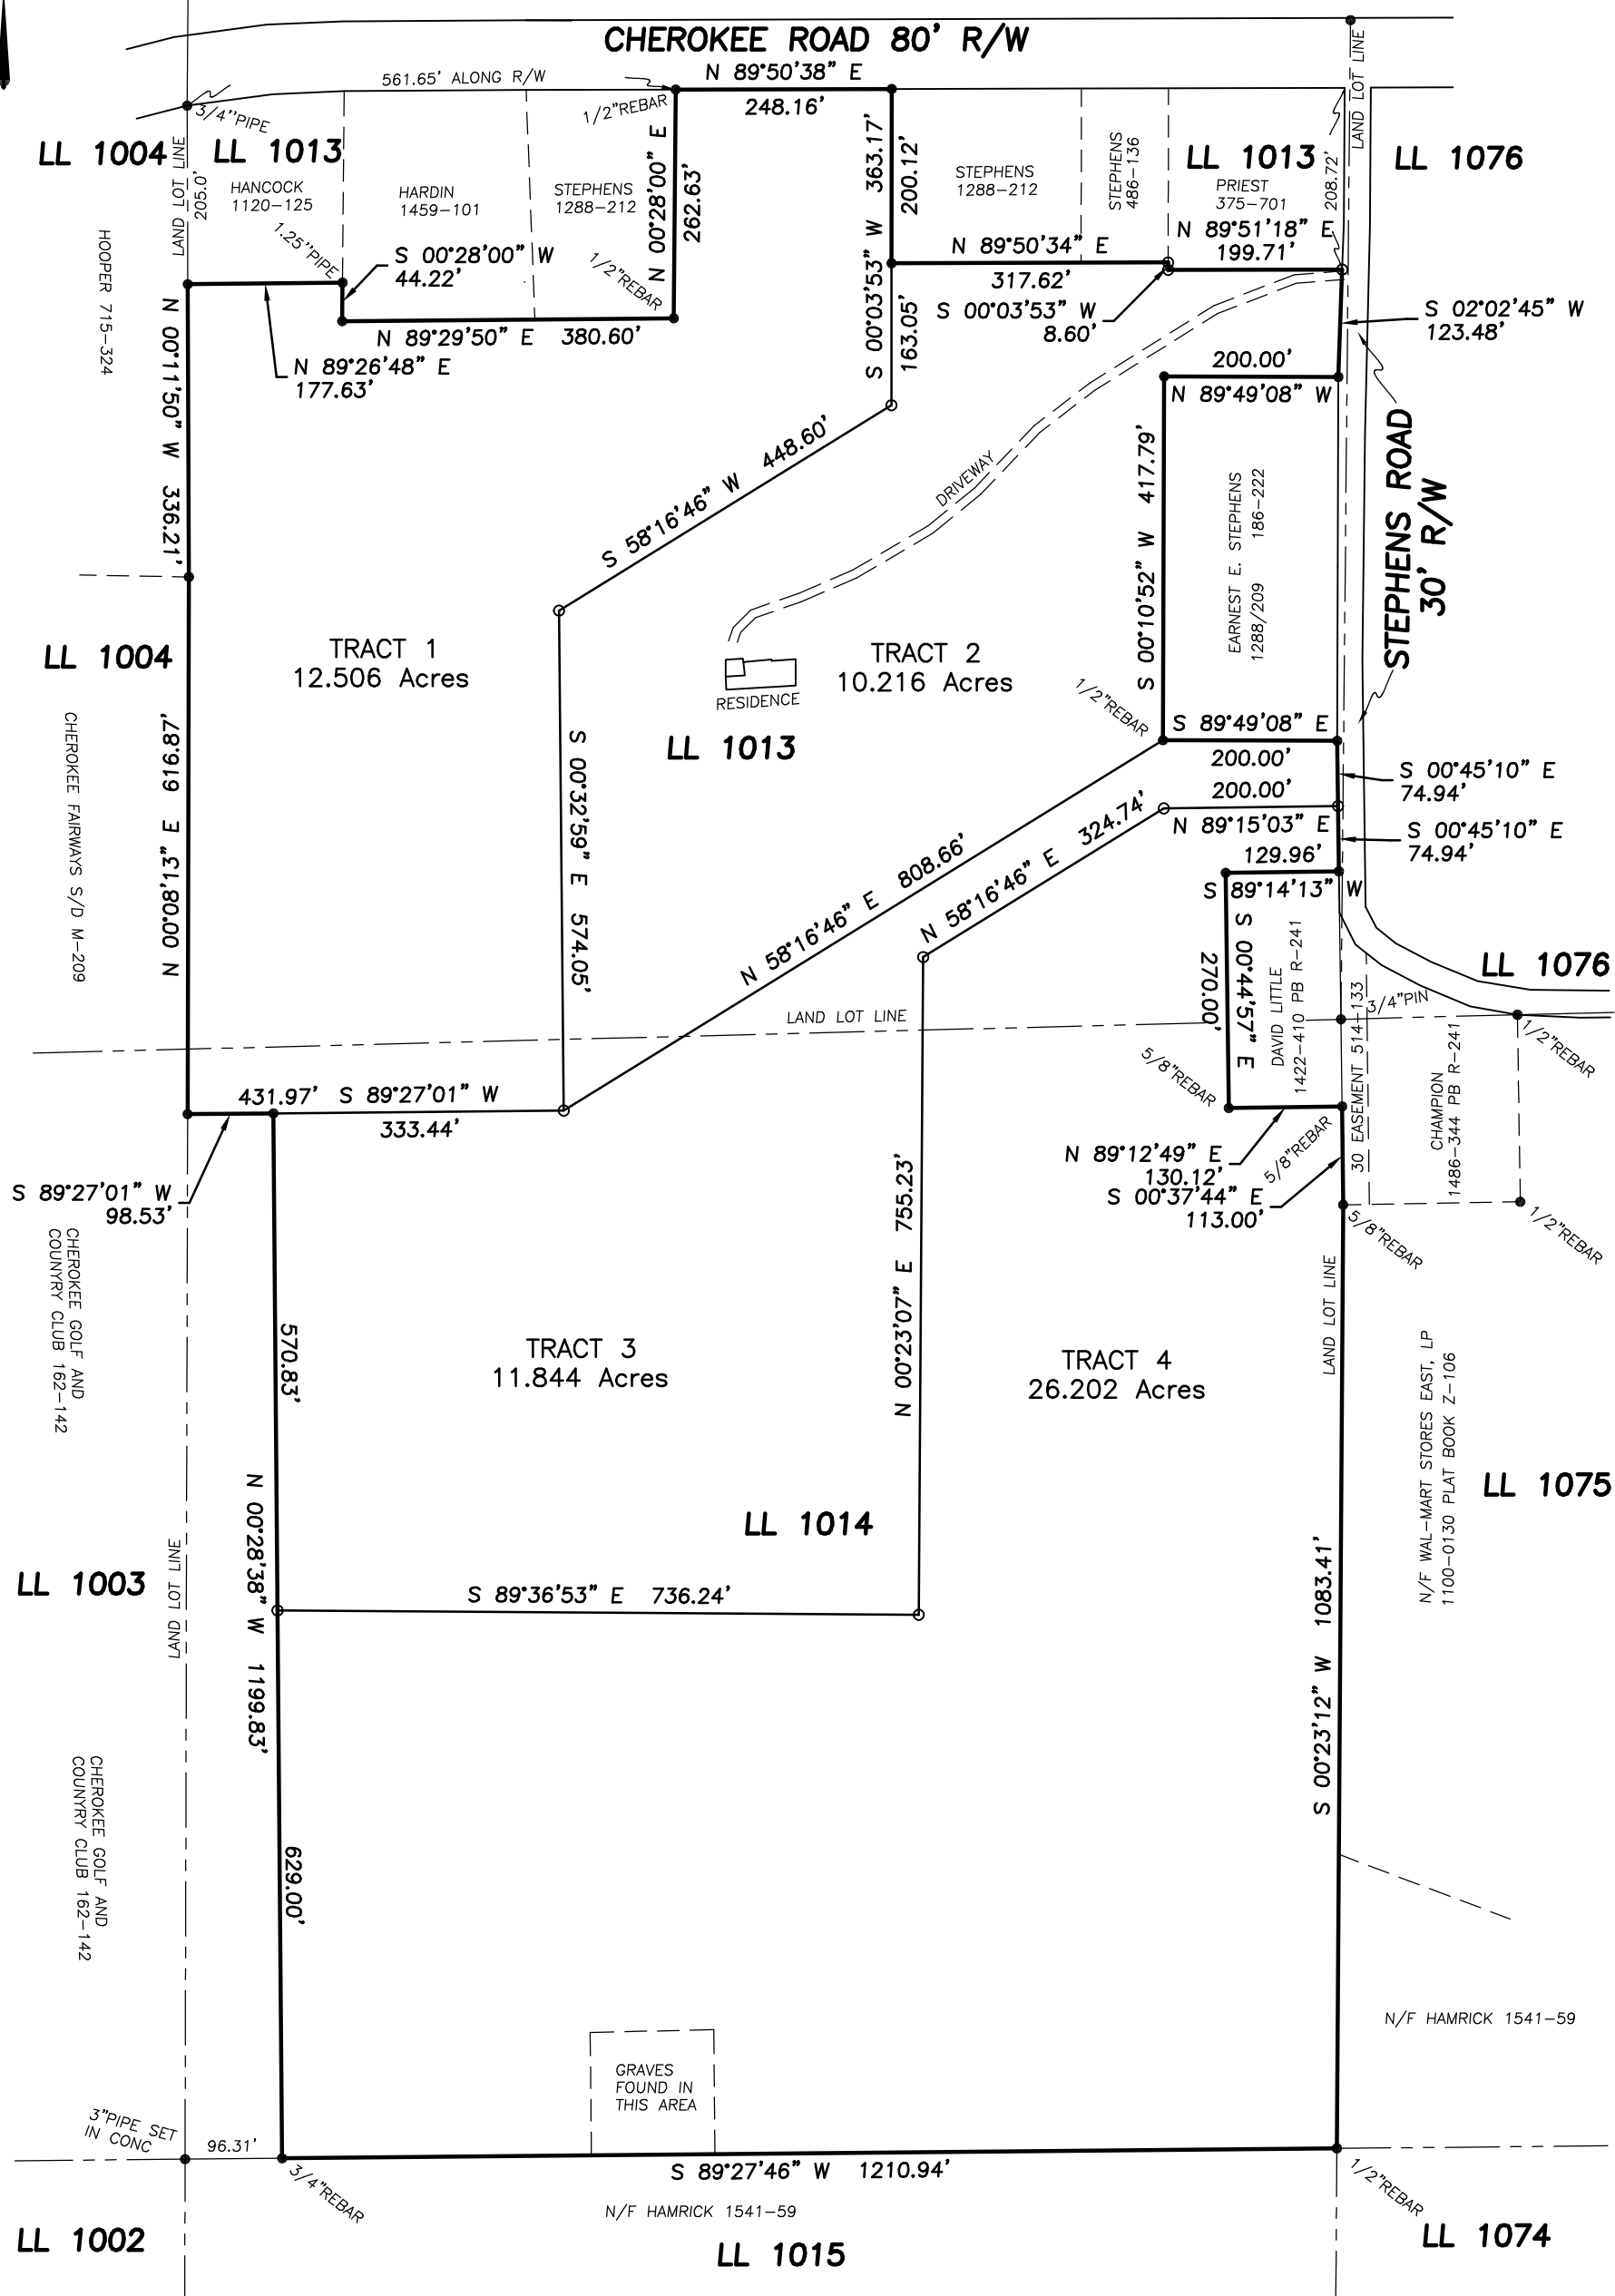 CHEROKEE ROAD 80' R/W
561.65' ALONG R/W
N 89°50'38" E
248.16'
1/2"REBAR
3/4"PIPE
LAND LOT LINE
LL 1004
LL 1013
LAND LOT LINE
205.0'
HANCOCK
1120-125
HARDIN
1459-101
STEPHENS
1288-212
N 00°28'00" E
262.63'
S 00°03'53" W 363.17'
200.12'
163.05'
STEPHENS
1288-212
STEPHENS
486-136
LL 1013
PRIEST
375-701
208.72'
LL 1076
N 89°51'18" E
199.71'
1.25"PIPE
S 00°28'00" W
44.22'
1/2"REBAR
N 89°50'34" E
317.62'
S 00°03'53" W
8.60'
S 02°02'45" W
123.48'
HOOPER 715-324
N 00°11'50" W 336.21'
N 89°29'50" E 380.60'
N 89°26'48" E
177.63'
200.00'
N 89°49'08" W
S 58°16'46" W 448.60'
DRIVEWAY
S 00°10'52" W 417.79'
EARNEST E. STEPHENS
1288/209 186-222
STEPHENS ROAD
30' R/W
LL 1004
TRACT 1
12.506 Acres
TRACT 2
10.216 Acres
RESIDENCE
LL 1013
1/2"REBAR
S 89°49'08" E
200.00'
200.00'
N 89°15'03" E
S 00°45'10" E
74.94'
S 00°45'10" E
74.94'
CHEROKEE FAIRWAYS S/D M-209
N 00°08'13" E 619.87'
S 00°32'59" E 574.05'
N 58°16'46" E 808.66'
N 58°16'46" E 324.74'
129.96'
S 89°14'13" W
S 00°44'57" E
270.00'
DAVID LITTLE
1422-410 PB R-241
LL 1076
LAND LOT LINE
3/4"PIN
30 EASEMENT 514-133
1/2"REBAR
5/8"REBAR
CHAMPION
1486-344 PB R-241
431.97' S 89°27'01" W
333.44'
S 89°27'01" W
98.53'
N 89°12'49" E
130.12'
5/8"REBAR
S 00°37'44" E
113.00'
5/8"REBAR
1/2"REBAR
CHEROKEE GOLF AND
COUNYRY CLUB 162-142
570.83'
N 00°23'07" E 755.23'
LAND LOT LINE
TRACT 3
11.844 Acres
TRACT 4
26.202 Acres
N/F WAL-MART STORES EAST, LP
1100-0130 PLAT BOOK Z-106
LL 1075
N 00°28'38" W 1199.83'
LL 1014
S 00°23'12" W 1083.41'
LL 1003
LAND LOT LINE
S 89°36'53" E 736.24'
CHEROKEE GOLF AND
COUNYRY CLUB 162-142
629.00'
N/F HAMRICK 1541-59
GRAVES
FOUND IN
THIS AREA
3"PIPE SET
IN CONC
96.31'
3/4"REBAR
S 89°27'46" W 1210.94'
1/2"REBAR
N/F HAMRICK 1541-59
LL 1002
LL 1015
LL 1074